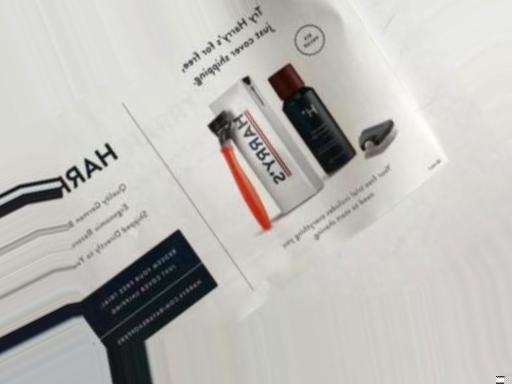 Try Harry's for free,
just cover shipping.
HARRY'S
H'
Your free trial includes everything you
need to start shaving
HARR
Quality German B
Ergonomic Razors
Shipped Directly to Yo
REDEEM YOUR FREE TRIAL
JUST COVER SHIPPING